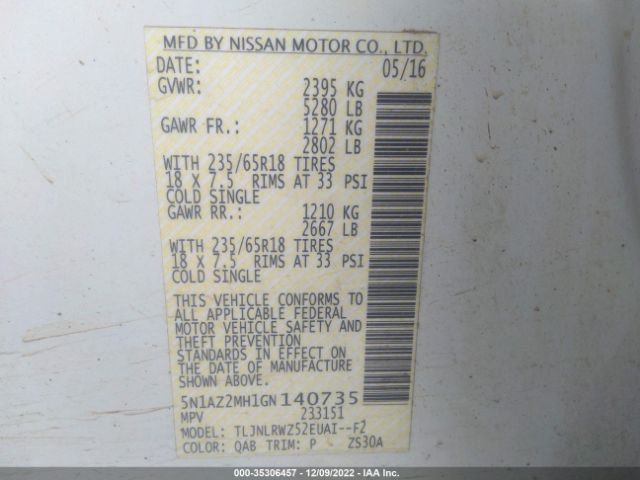 MFD BY NISSAN MOTOR CO., LTD.
DATE: 05/16
GVWR: 2395 KG
5280 LB
GAWR FR.: 1271 KG
2802 LB
WITH 235/65R18 TIRES
18 X 7.5 RIMS AT 33 PSI
COLD SINGLE
GAWR RR.: 1210 KG
2667 LB
WITH 235/65R18 TIRES
18 X 7.5 RIMS AT 33 PSI
COLD SINGLE
THIS VEHICLE CONFORMS TO
ALL APPLICABLE FEDERAL
MOTOR VEHICLE SAFETY AND
THEFT PREVENTION
STANDARDS IN EFFECT ON
THE DATE OF MANUFACTURE
SHOWN ABOVE.
5N1AZ2MH1GN140735
MPV 233151
MODEL: TLJNLRWZ52EUAI--F2
COLOR: QAB TRIM: P - ZS30A
000-35306457 - 12/09/2022 - IAA Inc.